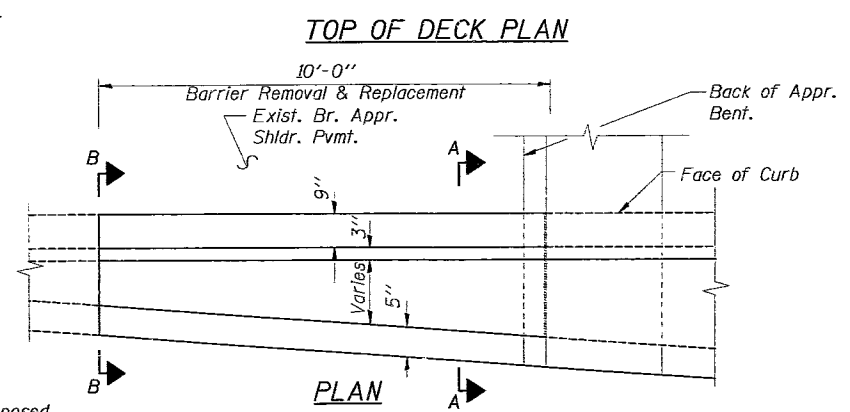 TOP OF DECK PLAN
10'-0"
Barrier Removal & Replacement
Exist. Br. Appr.
Shldr. Pvmt.
Back of Appr.
Bent.
B
A
Face of Curb
9"
3"
Varies
5"
B
PLAN
A